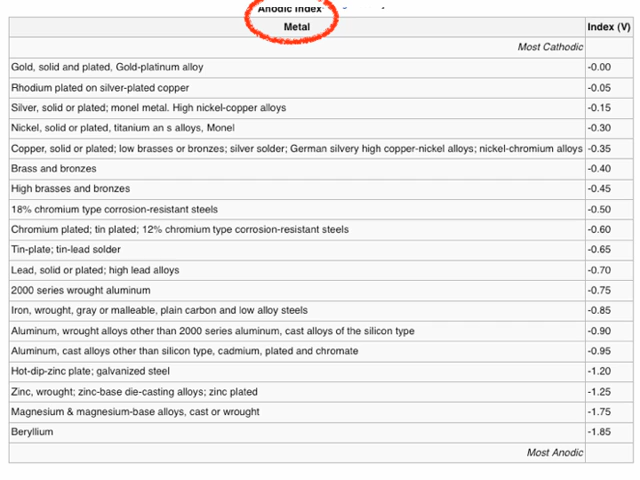 Anodic Index
Metal Index (V)
Most Cathodic
Gold, solid and plated, Gold-platinum alloy -0.00
Rhodium plated on silver-plated copper -0.05
Silver, solid or plated; monel metal. High nickel-copper alloys -0.15
Nickel, solid or plated, titanium an s alloys, Monel -0.30
Copper, solid or plated; low brasses or bronzes; silver solder; German silvery high copper-nickel alloys; nickel-chromium alloys -0.35
Brass and bronzes -0.40
High brasses and bronzes -0.45
18% chromium type corrosion-resistant steels -0.50
Chromium plated; tin plated; 12% chromium type corrosion-resistant steels -0.60
Tin-plate; tin-lead solder -0.65
Lead, solid or plated; high lead alloys -0.70
2000 series wrought aluminum -0.75
Iron, wrought, gray or malleable, plain carbon and low alloy steels -0.85
Aluminum, wrought alloys other than 2000 series aluminum, cast alloys of the silicon type -0.90
Aluminum, cast alloys other than silicon type, cadmium, plated and chromate -0.95
Hot-dip-zinc plate; galvanized steel -1.20
Zinc, wrought; zinc-base die-casting alloys; zinc plated -1.25
Magnesium & magnesium-base alloys, cast or wrought -1.75
Beryllium -1.85
Most Anodic